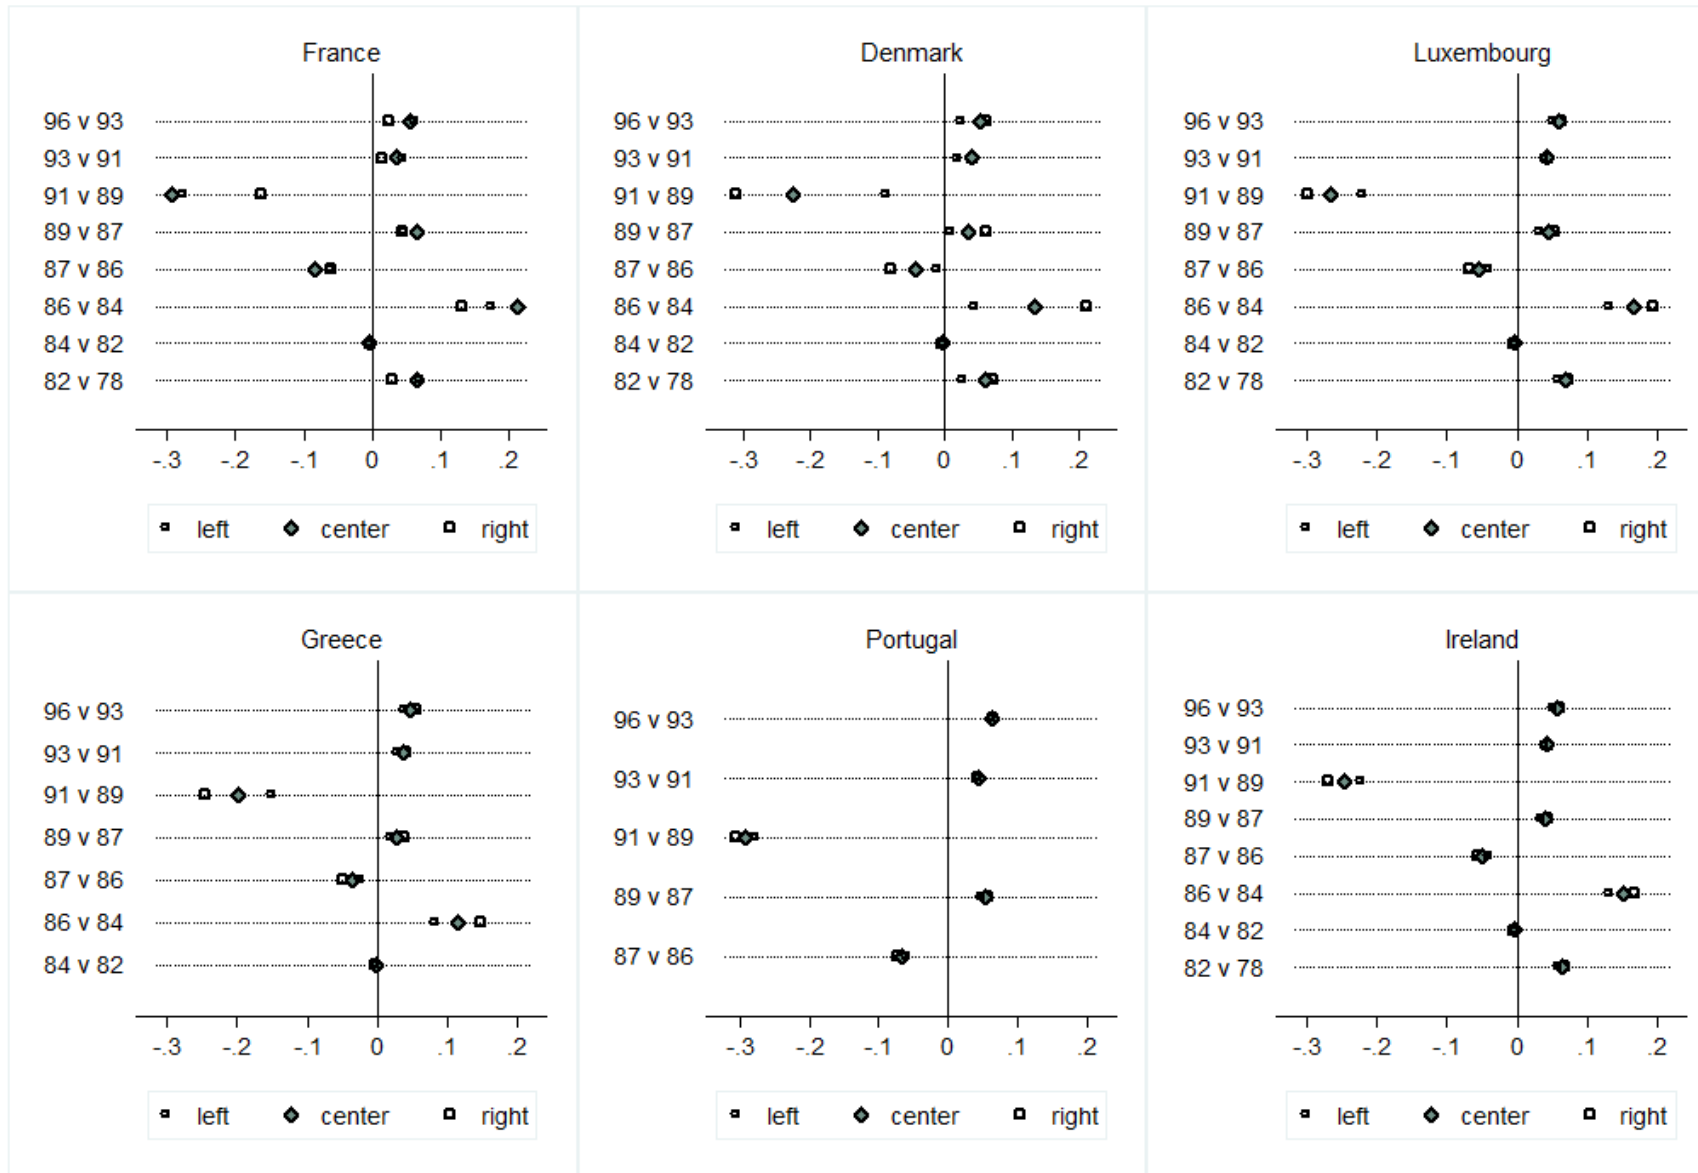 France
96 v 93
93 v 91
91 v 89
89 v 87
87 v 86
86 v 84
84 v 82
82 v 78
-.3 -.2 -.1 0 .1 .2
left center right
Denmark
96 v 93
93 v 91
91 v 89
89 v 87
87 v 86
86 v 84
84 v 82
82 v 78
-.3 -.2 -.1 0 .1 .2
left center right
Luxembourg
96 v 93
93 v 91
91 v 89
89 v 87
87 v 86
86 v 84
84 v 82
82 v 78
-.3 -.2 -.1 0 .1 .2
left center right
Greece
96 v 93
93 v 91
91 v 89
89 v 87
87 v 86
86 v 84
84 v 82
-.3 -.2 -.1 0 .1 .2
left center right
Portugal
96 v 93
93 v 91
91 v 89
89 v 87
87 v 86
-.3 -.2 -.1 0 .1 .2
left center right
Ireland
96 v 93
93 v 91
91 v 89
89 v 87
87 v 86
86 v 84
84 v 82
82 v 78
-.3 -.2 -.1 0 .1 .2
left center right